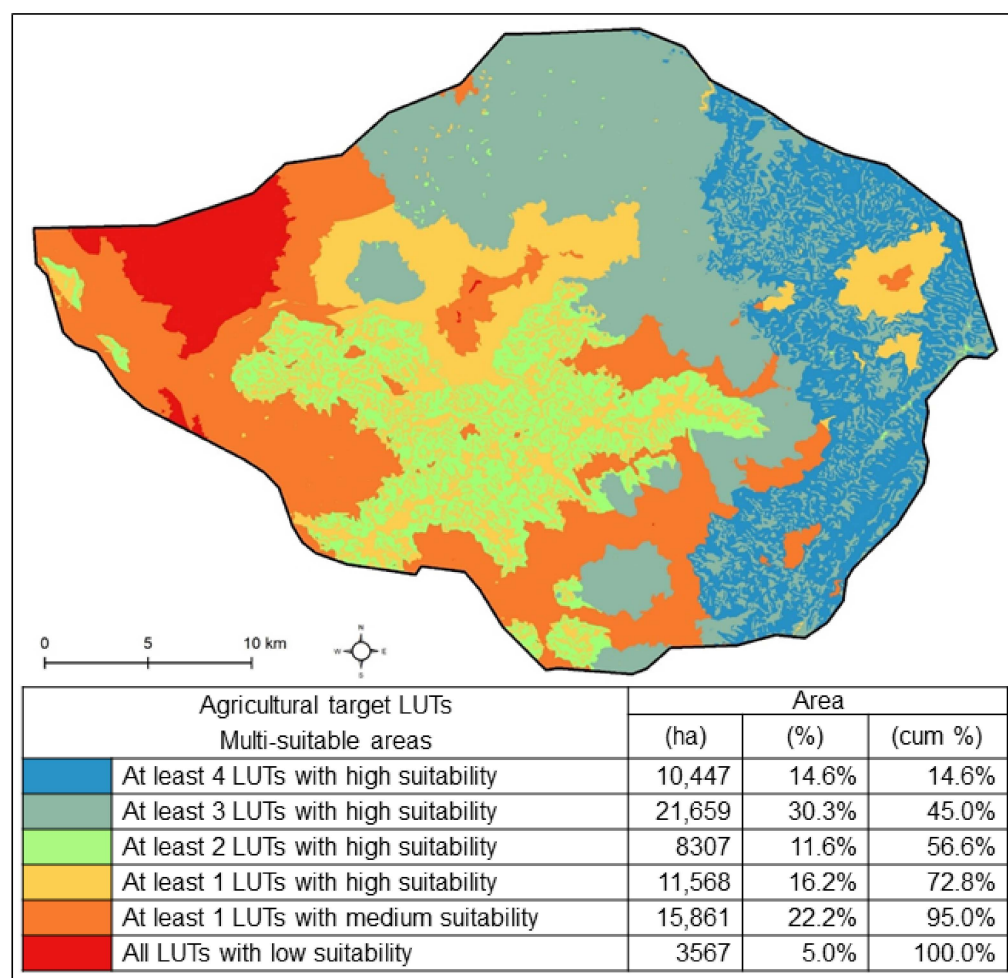 0 5 10 km
N
W E
S
Agricultural target LUTs Area
Multi-suitable areas (ha) (%) (cum %)
At least 4 LUTs with high suitability 10,447 14.6% 14.6%
At least 3 LUTs with high suitability 21,659 30.3% 45.0%
At least 2 LUTs with high suitability 8307 11.6% 56.6%
At least 1 LUTs with high suitability 11,568 16.2% 72.8%
At least 1 LUTs with medium suitability 15,861 22.2% 95.0%
All LUTs with low suitability 3567 5.0% 100.0%